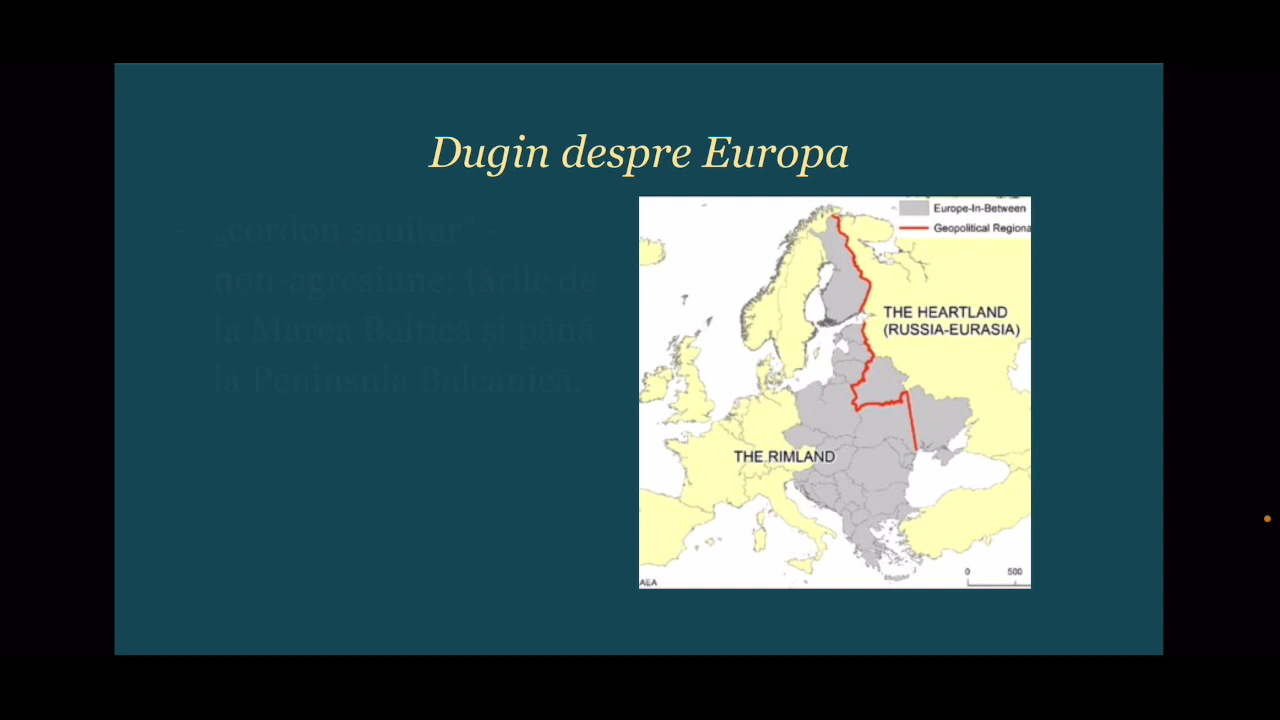 Dugin despre Europa
- „cordon sanitar" -
non-agresiune: țările de
la Marea Baltică și până
la Peninsula Balcanică.
Europe-In-Between
Geopolitical Regiona
THE HEARTLAND
(RUSSIA-EURASIA)
THE RIMLAND
AEA
0 500